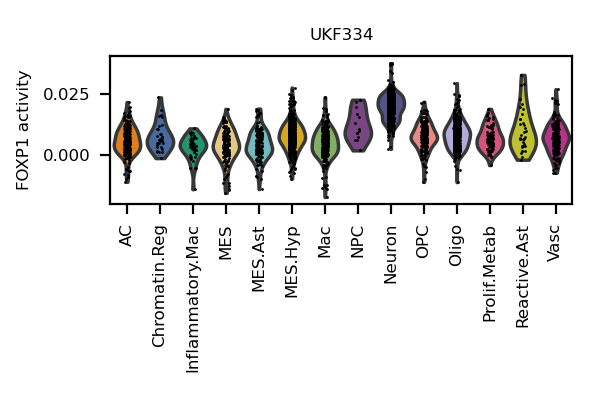 UKF334
FOXP1 activity
0.025
0.000
AC
Chromatin.Reg
Inflammatory.Mac
MES
MES.Ast
MES.Hyp
Mac
NPC
Neuron
OPC
Oligo
Prolif.Metab
Reactive.Ast
Vasc